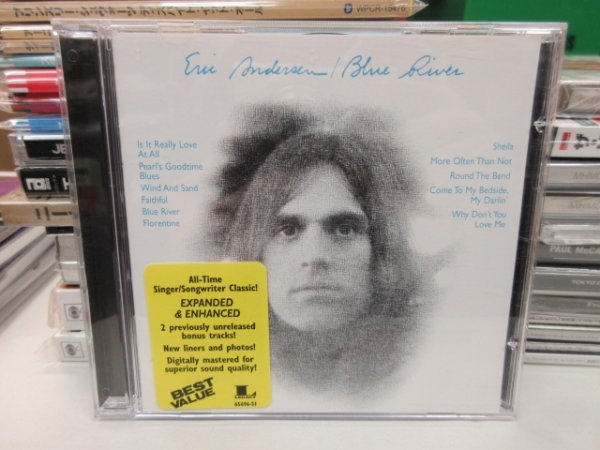 WPCR-15476
Eric Andersen / Blue River
Is It Really Love
At All
Pearl's Goodtime
Blues
Wind And Sand
Faithful
Blue River
Florentine
Sheila
More Often Than Not
Round The Bend
Come To My Bedside,
My Darlin'
Why Don't You
Love Me
All-Time
Singer/Songwriter Classic!
EXPANDED
& ENHANCED
2 previously unreleased
bonus tracks!
New liners and photos!
Digitally mastered for
superior sound quality!
BEST
VALUE
LEGACY